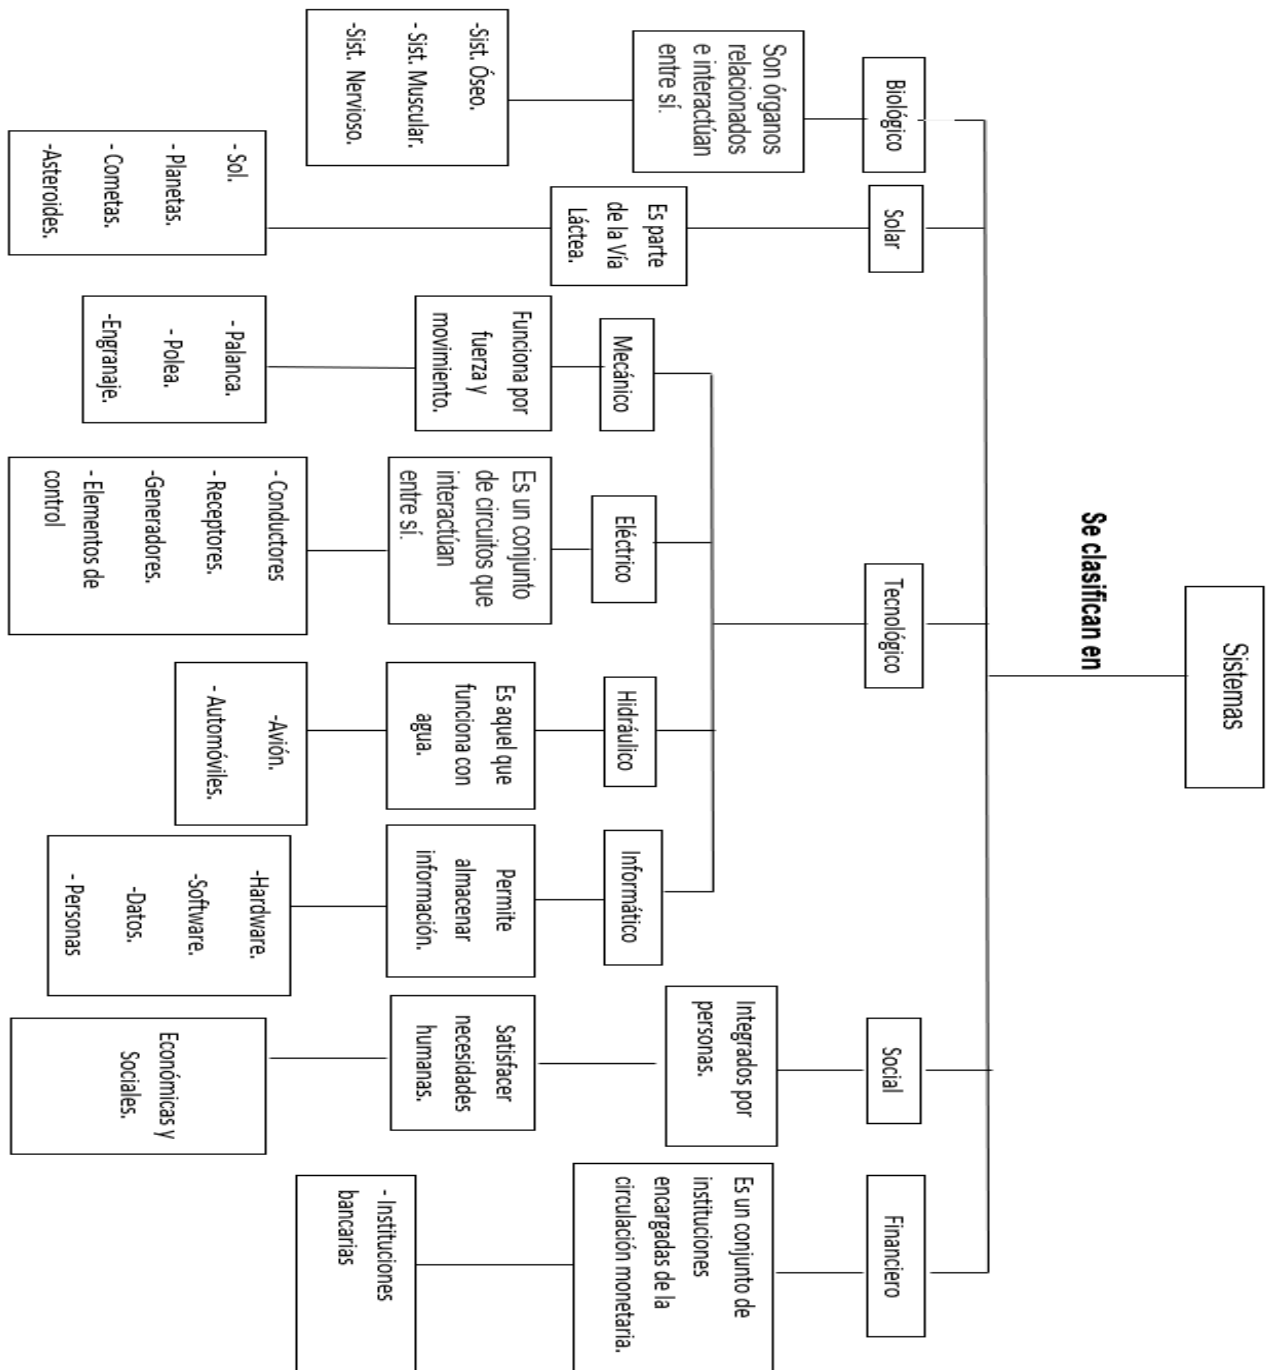 Sistemas
Se clasifican en
Biológico
Son órganos
relacionados
e interactúan
entre sí.
-Sist. Óseo.
- Sist. Muscular.
-Sist. Nervioso.
Solar
Es parte
de la Vía
Láctea.
- Sol.
- Planetas.
- Cometas.
-Asteroides.
Tecnológico
Mecánico
Funciona por
fuerza y
movimiento.
- Palanca.
- Polea.
-Engranaje.
Eléctrico
Es un conjunto
de circuitos que
interactúan
entre sí.
- Conductores
- Receptores.
-Generadores.
- Elementos de
control
Hidráulico
Es aquel que
funciona con
agua.
-Avión.
- Automóviles.
Informático
Permite
almacenar
información.
-Hardware.
-Software.
-Datos.
- Personas
Social
Integrados por
personas.
Satisfacer
necesidades
humanas.
Económicas y
Sociales.
Financiero
Es un conjunto de
instituciones
encargadas de la
circulación monetaria.
- Instituciones
bancarias